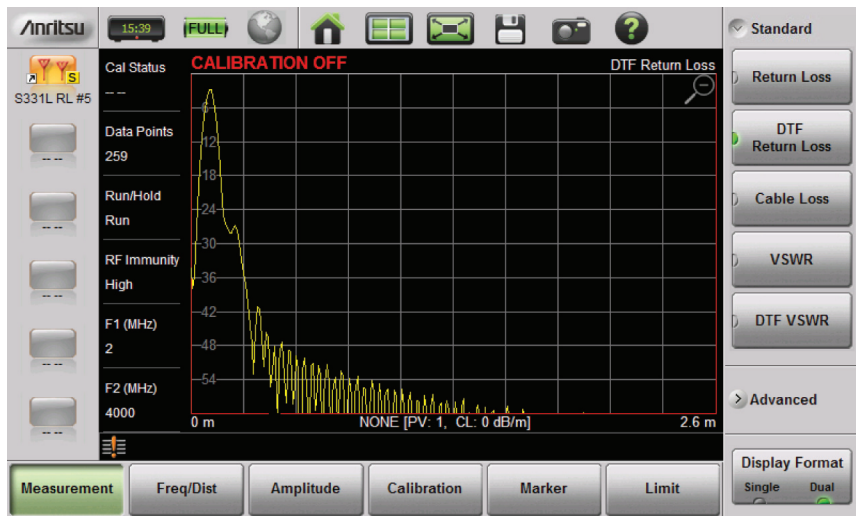 Anritsu
15:39
FULL
?
Standard
S331L RL #5
-- --
-- --
-- --
-- --
-- --
Cal Status
-- --
Data Points
259
Run/Hold
Run
RF Immunity
High
F1 (MHz)
2
F2 (MHz)
4000
CALIBRATION OFF
DTF Return Loss
-6
-12
-18
-24
-30
-36
-42
-48
-54
0 m
NONE [PV: 1, CL: 0 dB/m]
2.6 m
Return Loss
DTF
Return Loss
Cable Loss
VSWR
DTF VSWR
Advanced
Display Format
Single Dual
Measurement
Freq/Dist
Amplitude
Calibration
Marker
Limit